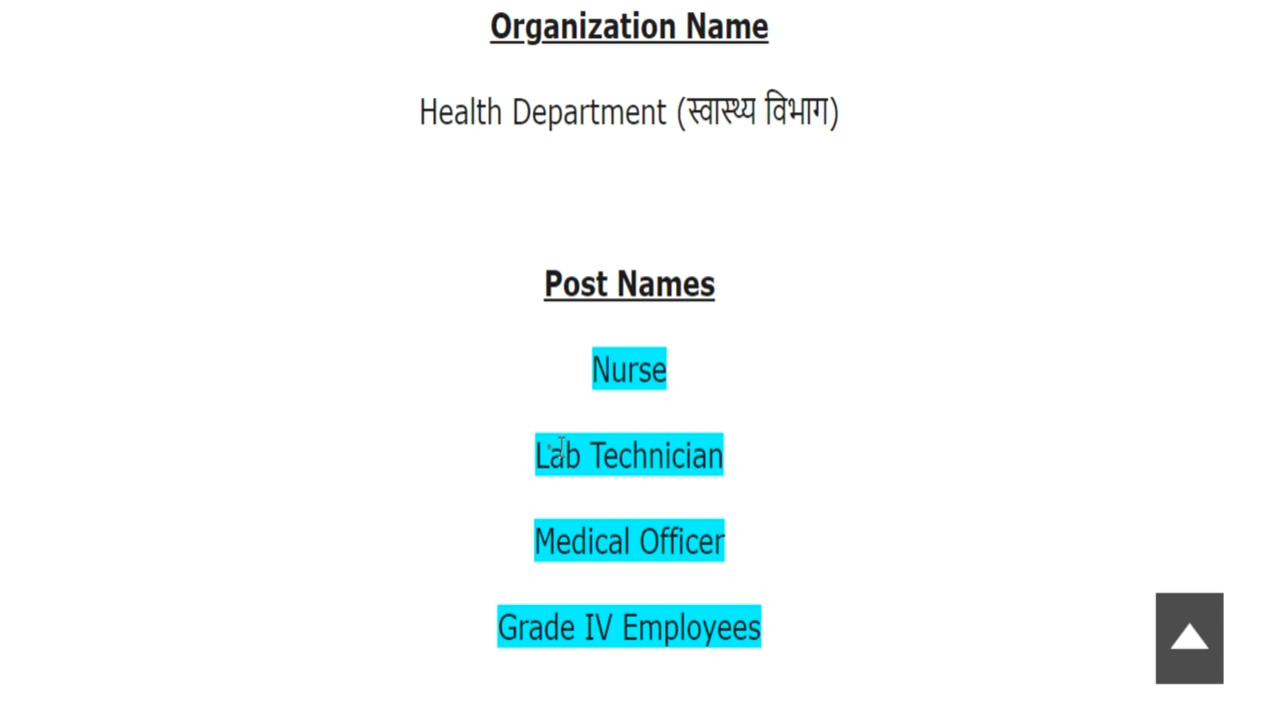 Organization Name
Health Department (स्वास्थ्य विभाग)
Post Names
Nurse
Lab Technician
Medical Officer
Grade IV Employees